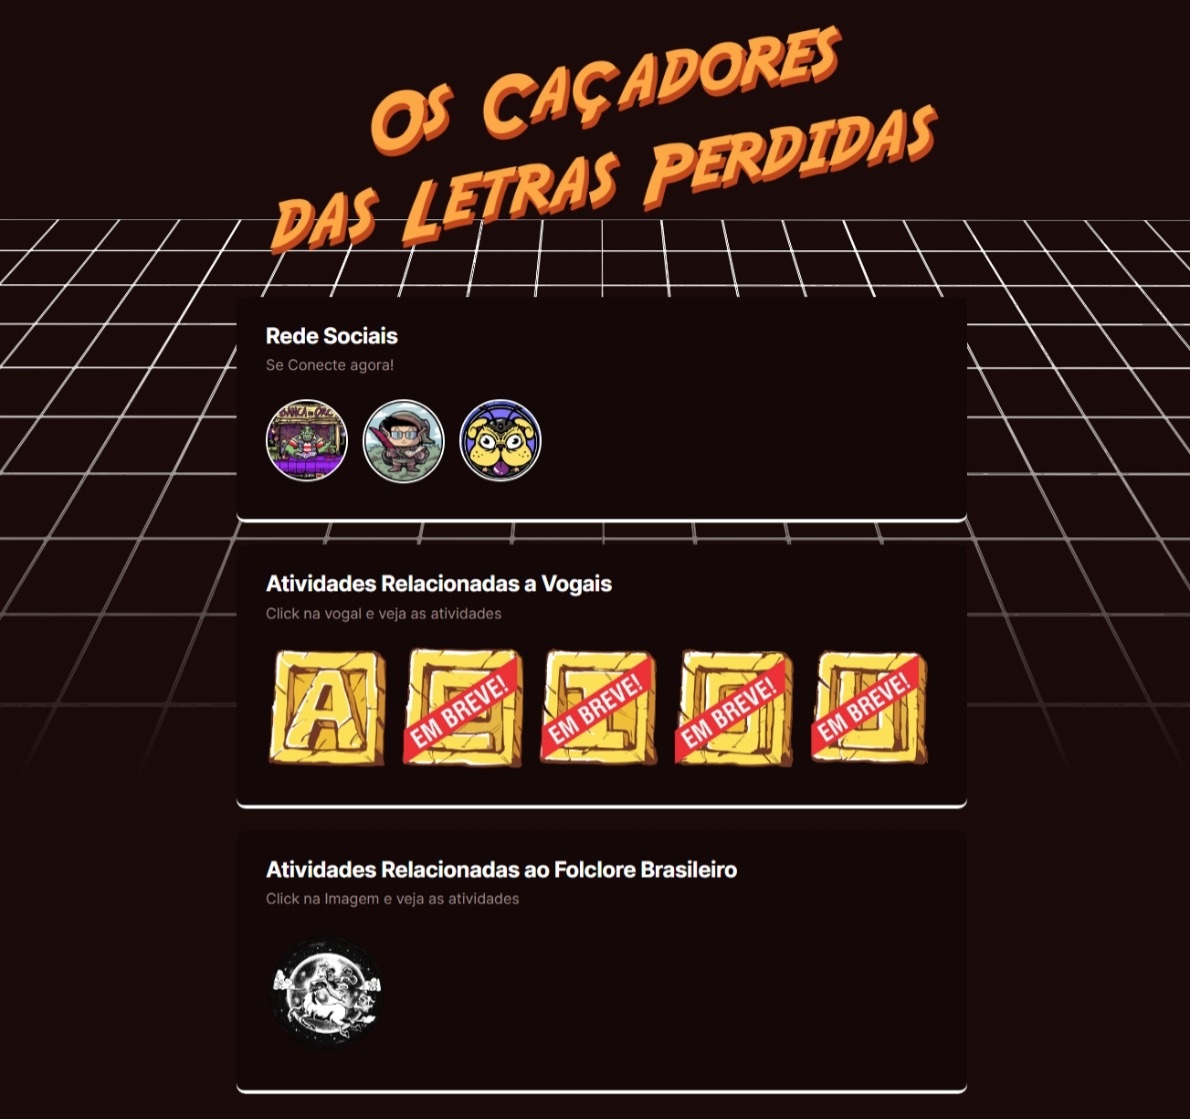 Os Caçadores
das Letras Perdidas
Rede Sociais
Se Conecte agora!
Atividades Relacionadas a Vogais
Click na vogal e veja as atividades
A
EM BREVE!
EM BREVE!
EM BREVE!
EM BREVE!
Atividades Relacionadas ao Folclore Brasileiro
Click na Imagem e veja as atividades